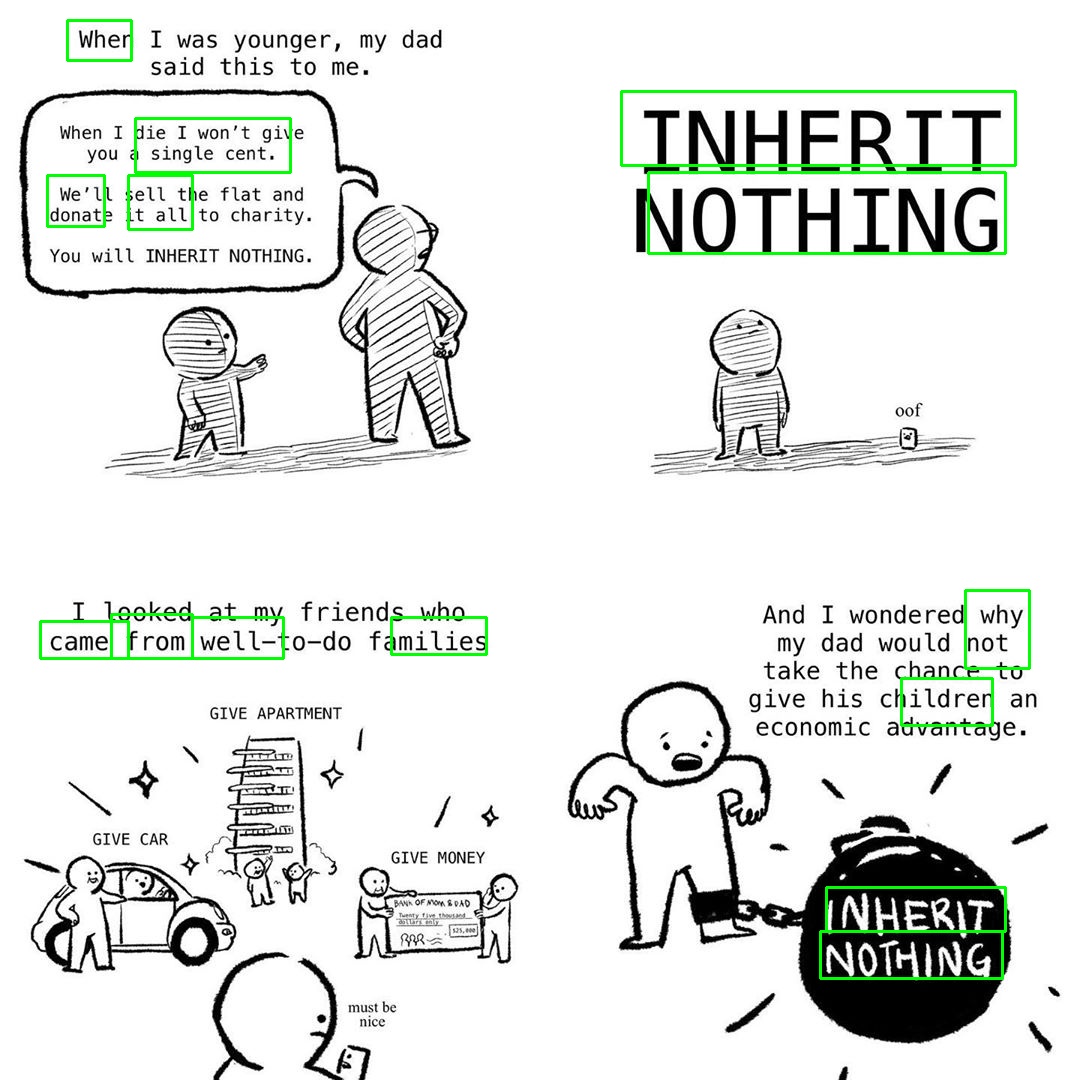 When I was younger, my dad
said this to me.
When I die I won't give
you a single cent.
We'll sell the flat and
donate it all to charity.
You will INHERIT NOTHING.
INHERIT
NOTHING
oof
I looked at my friends who
came from well-to-do families
GIVE APARTMENT
GIVE CAR
GIVE MONEY
BANK OF MOM & DAD
Twenty five thousand
dollars only
$25,000
must be
nice
And I wondered why
my dad would not
take the chance to
give his children an
economic advantage.
INHERIT
NOTHING